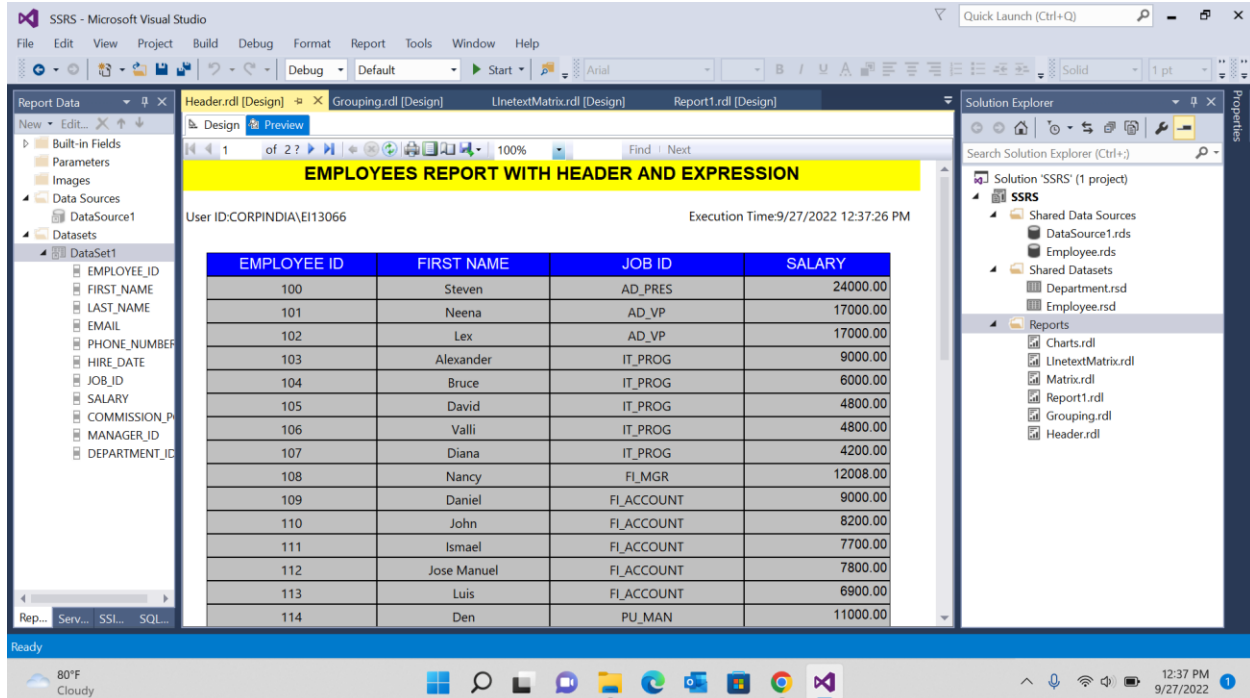 SSRS - Microsoft Visual Studio
Quick Launch (Ctrl+Q)
File Edit View Project Build Debug Format Report Tools Window Help
Debug Default Start Arial B I U A Solid 1 pt
Report Data
New Edit...
Built-in Fields
Parameters
Images
Data Sources
DataSource1
Datasets
DataSet1
EMPLOYEE_ID
FIRST_NAME
LAST_NAME
EMAIL
PHONE_NUMBER
HIRE_DATE
JOB_ID
SALARY
COMMISSION_P
MANAGER_ID
DEPARTMENT_ID
Rep... Serv... SSI... SQL...
Header.rdl [Design] Grouping.rdl [Design] LInetextMatrix.rdl [Design] Report1.rdl [Design]
Design Preview
1 of 2 ? 100% Find Next
EMPLOYEES REPORT WITH HEADER AND EXPRESSION
User ID:CORPINDIA\EI13066 Execution Time:9/27/2022 12:37:26 PM
EMPLOYEE ID FIRST NAME JOB ID SALARY
100 Steven AD_PRES 24000.00
101 Neena AD_VP 17000.00
102 Lex AD_VP 17000.00
103 Alexander IT_PROG 9000.00
104 Bruce IT_PROG 6000.00
105 David IT_PROG 4800.00
106 Valli IT_PROG 4800.00
107 Diana IT_PROG 4200.00
108 Nancy FI_MGR 12008.00
109 Daniel FI_ACCOUNT 9000.00
110 John FI_ACCOUNT 8200.00
111 Ismael FI_ACCOUNT 7700.00
112 Jose Manuel FI_ACCOUNT 7800.00
113 Luis FI_ACCOUNT 6900.00
114 Den PU_MAN 11000.00
Solution Explorer
Search Solution Explorer (Ctrl+;)
Solution 'SSRS' (1 project)
SSRS
Shared Data Sources
DataSource1.rds
Employee.rds
Shared Datasets
Department.rsd
Employee.rsd
Reports
Charts.rdl
LInetextMatrix.rdl
Matrix.rdl
Report1.rdl
Grouping.rdl
Header.rdl
Properties
Ready
80°F
Cloudy
12:37 PM
9/27/2022
1